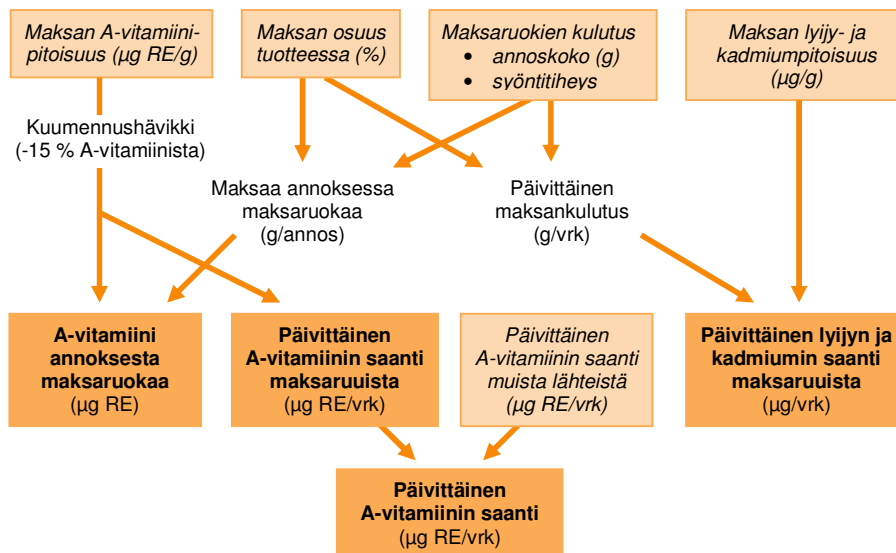 Maksan A-vitamiini-
pitoisuus (µg RE/g)
Maksan osuus
tuotteessa (%)
Maksaruokien kulutus
• annoskoko (g)
• syöntitiheys
Maksan lyijy- ja
kadmiumpitoisuus
(µg/g)
Kuumennushävikki
(-15 % A-vitamiinista)
Maksaa annoksessa
maksaruokaa
(g/annos)
Päivittäinen
maksankulutus
(g/vrk)
A-vitamiini
annoksesta
maksaruokaa
(µg RE)
Päivittäinen
A-vitamiinin saanti
maksaruuista
(µg RE/vrk)
Päivittäinen
A-vitamiinin saanti
muista lähteistä
(µg RE/vrk)
Päivittäinen lyijyn ja
kadmiumin saanti
maksaruuista
(µg/vrk)
Päivittäinen
A-vitamiinin saanti
(µg RE/vrk)